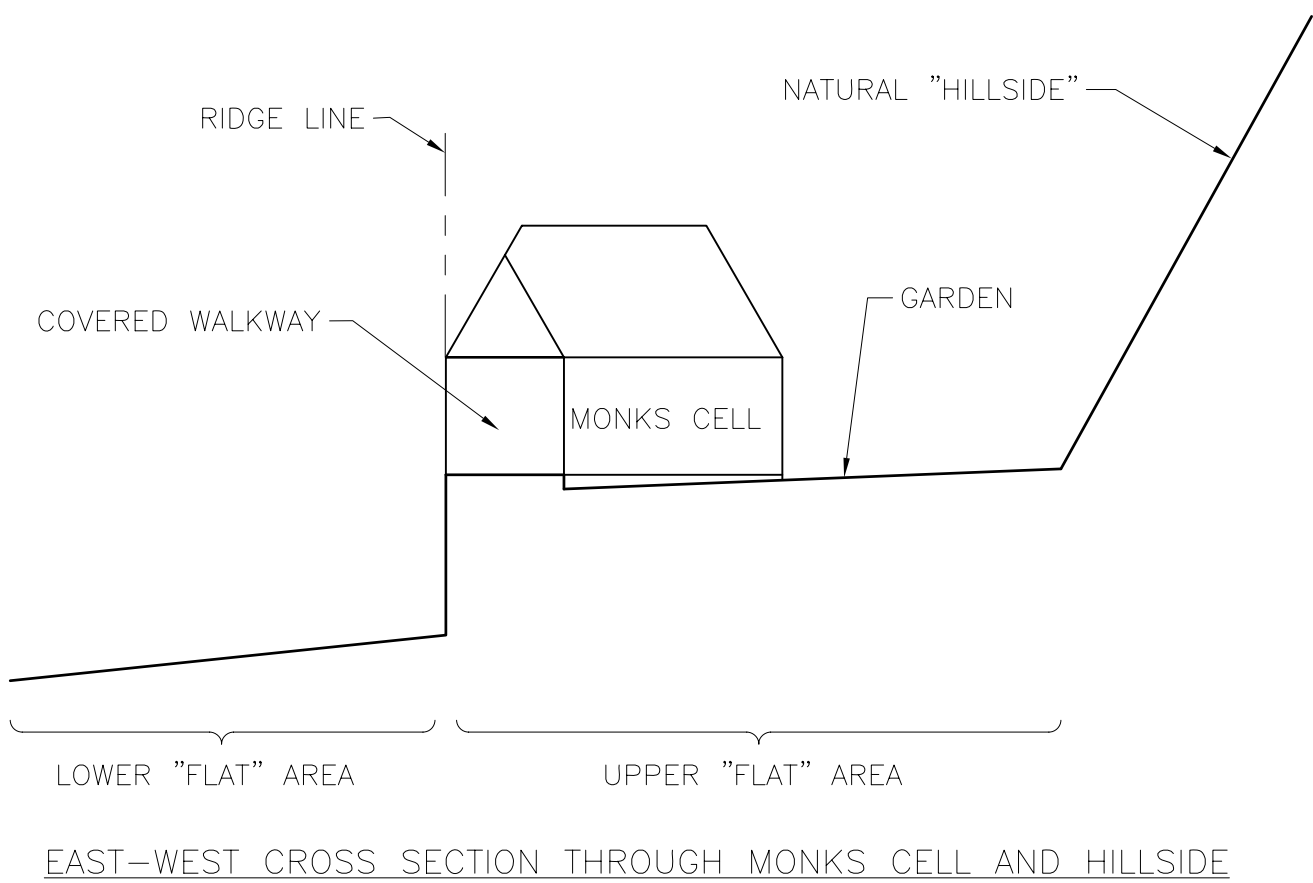 NATURAL "HILLSIDE"
RIDGE LINE
GARDEN
COVERED WALKWAY
MONKS CELL
LOWER "FLAT" AREA
UPPER "FLAT" AREA
EAST-WEST CROSS SECTION THROUGH MONKS CELL AND HILLSIDE